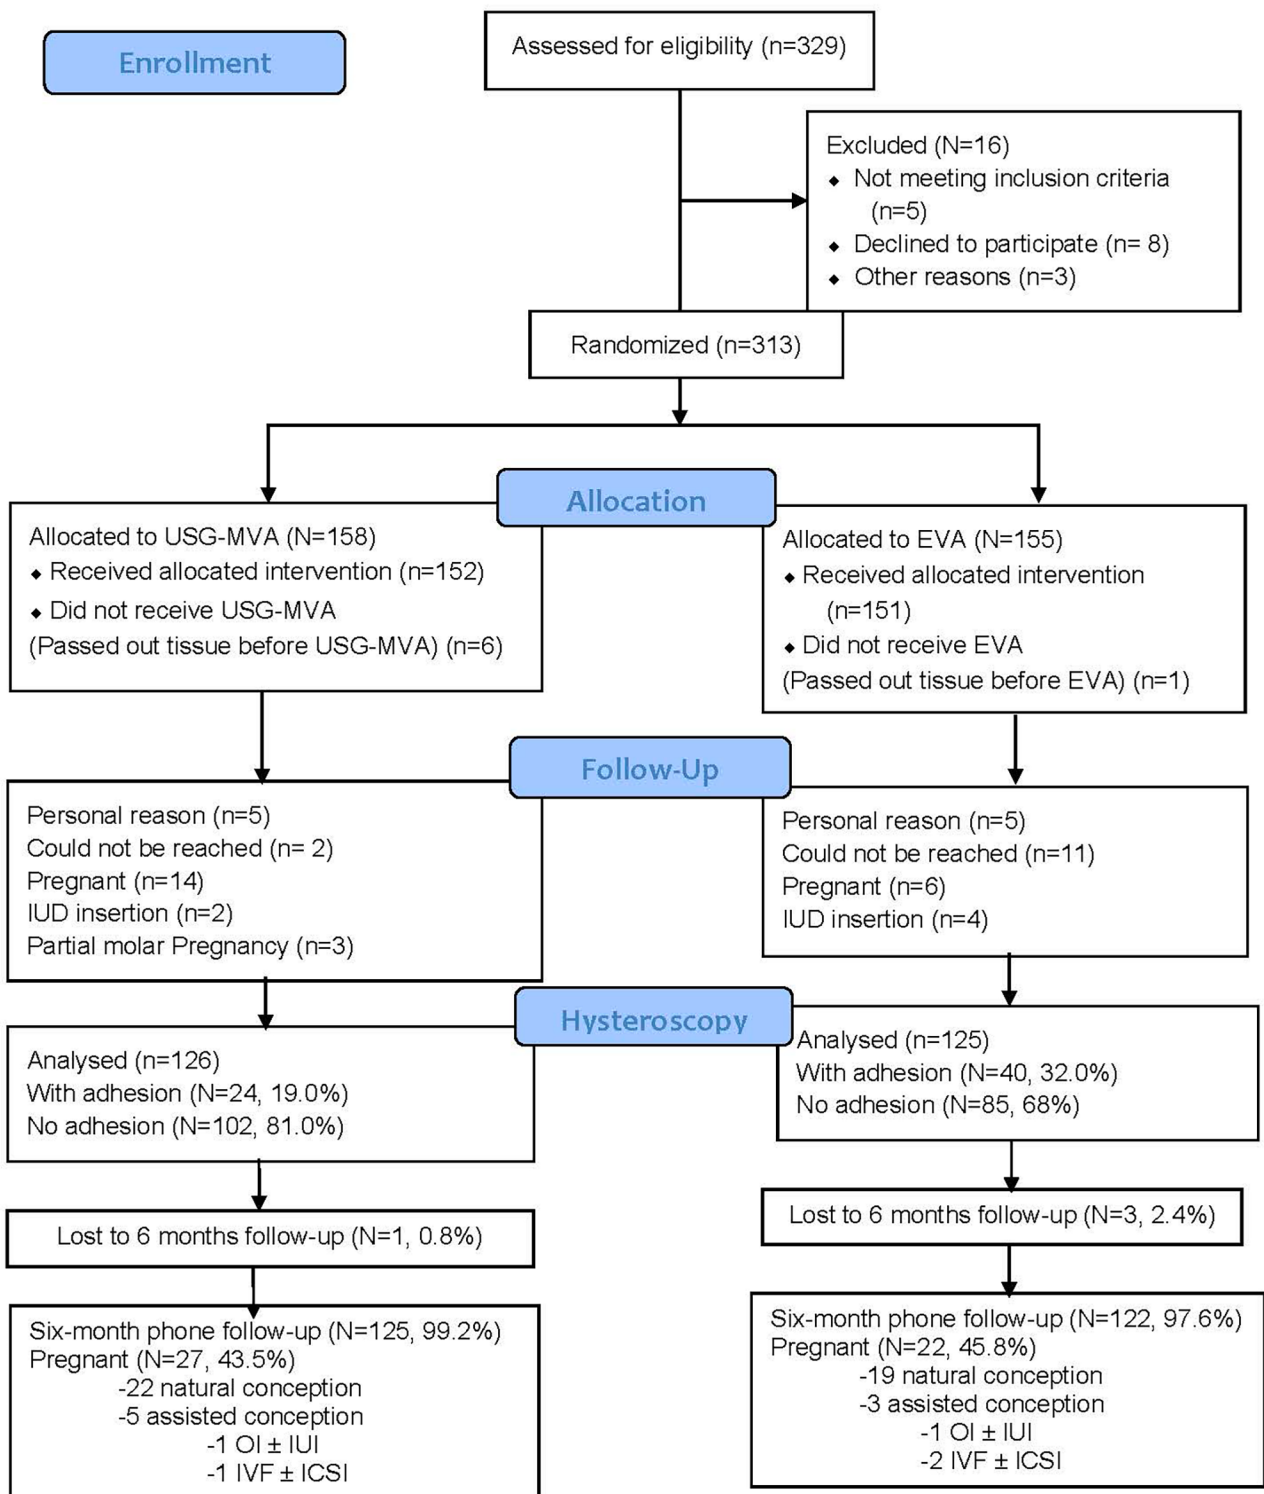 Enrollment
Assessed for eligibility (n=329)
Excluded (N=16)
⬥ Not meeting inclusion criteria
(n=5)
⬥ Declined to participate (n= 8)
⬥ Other reasons (n=3)
Randomized (n=313)
Allocation
Allocated to USG-MVA (N=158)
⬥ Received allocated intervention (n=152)
⬥ Did not receive USG-MVA
(Passed out tissue before USG-MVA) (n=6)
Allocated to EVA (N=155)
⬥ Received allocated intervention
(n=151)
⬥ Did not receive EVA
(Passed out tissue before EVA) (n=1)
Follow-Up
Personal reason (n=5)
Could not be reached (n= 2)
Pregnant (n=14)
IUD insertion (n=2)
Partial molar Pregnancy (n=3)
Personal reason (n=5)
Could not be reached (n=11)
Pregnant (n=6)
IUD insertion (n=4)
Hysteroscopy
Analysed (n=126)
With adhesion (N=24, 19.0%)
No adhesion (N=102, 81.0%)
Analysed (n=125)
With adhesion (N=40, 32.0%)
No adhesion (N=85, 68%)
Lost to 6 months follow-up (N=1, 0.8%)
Lost to 6 months follow-up (N=3, 2.4%)
Six-month phone follow-up (N=125, 99.2%)
Pregnant (N=27, 43.5%)
-22 natural conception
-5 assisted conception
-1 OI ± IUI
-1 IVF ± ICSI
Six-month phone follow-up (N=122, 97.6%)
Pregnant (N=22, 45.8%)
-19 natural conception
-3 assisted conception
-1 OI ± IUI
-2 IVF ± ICSI